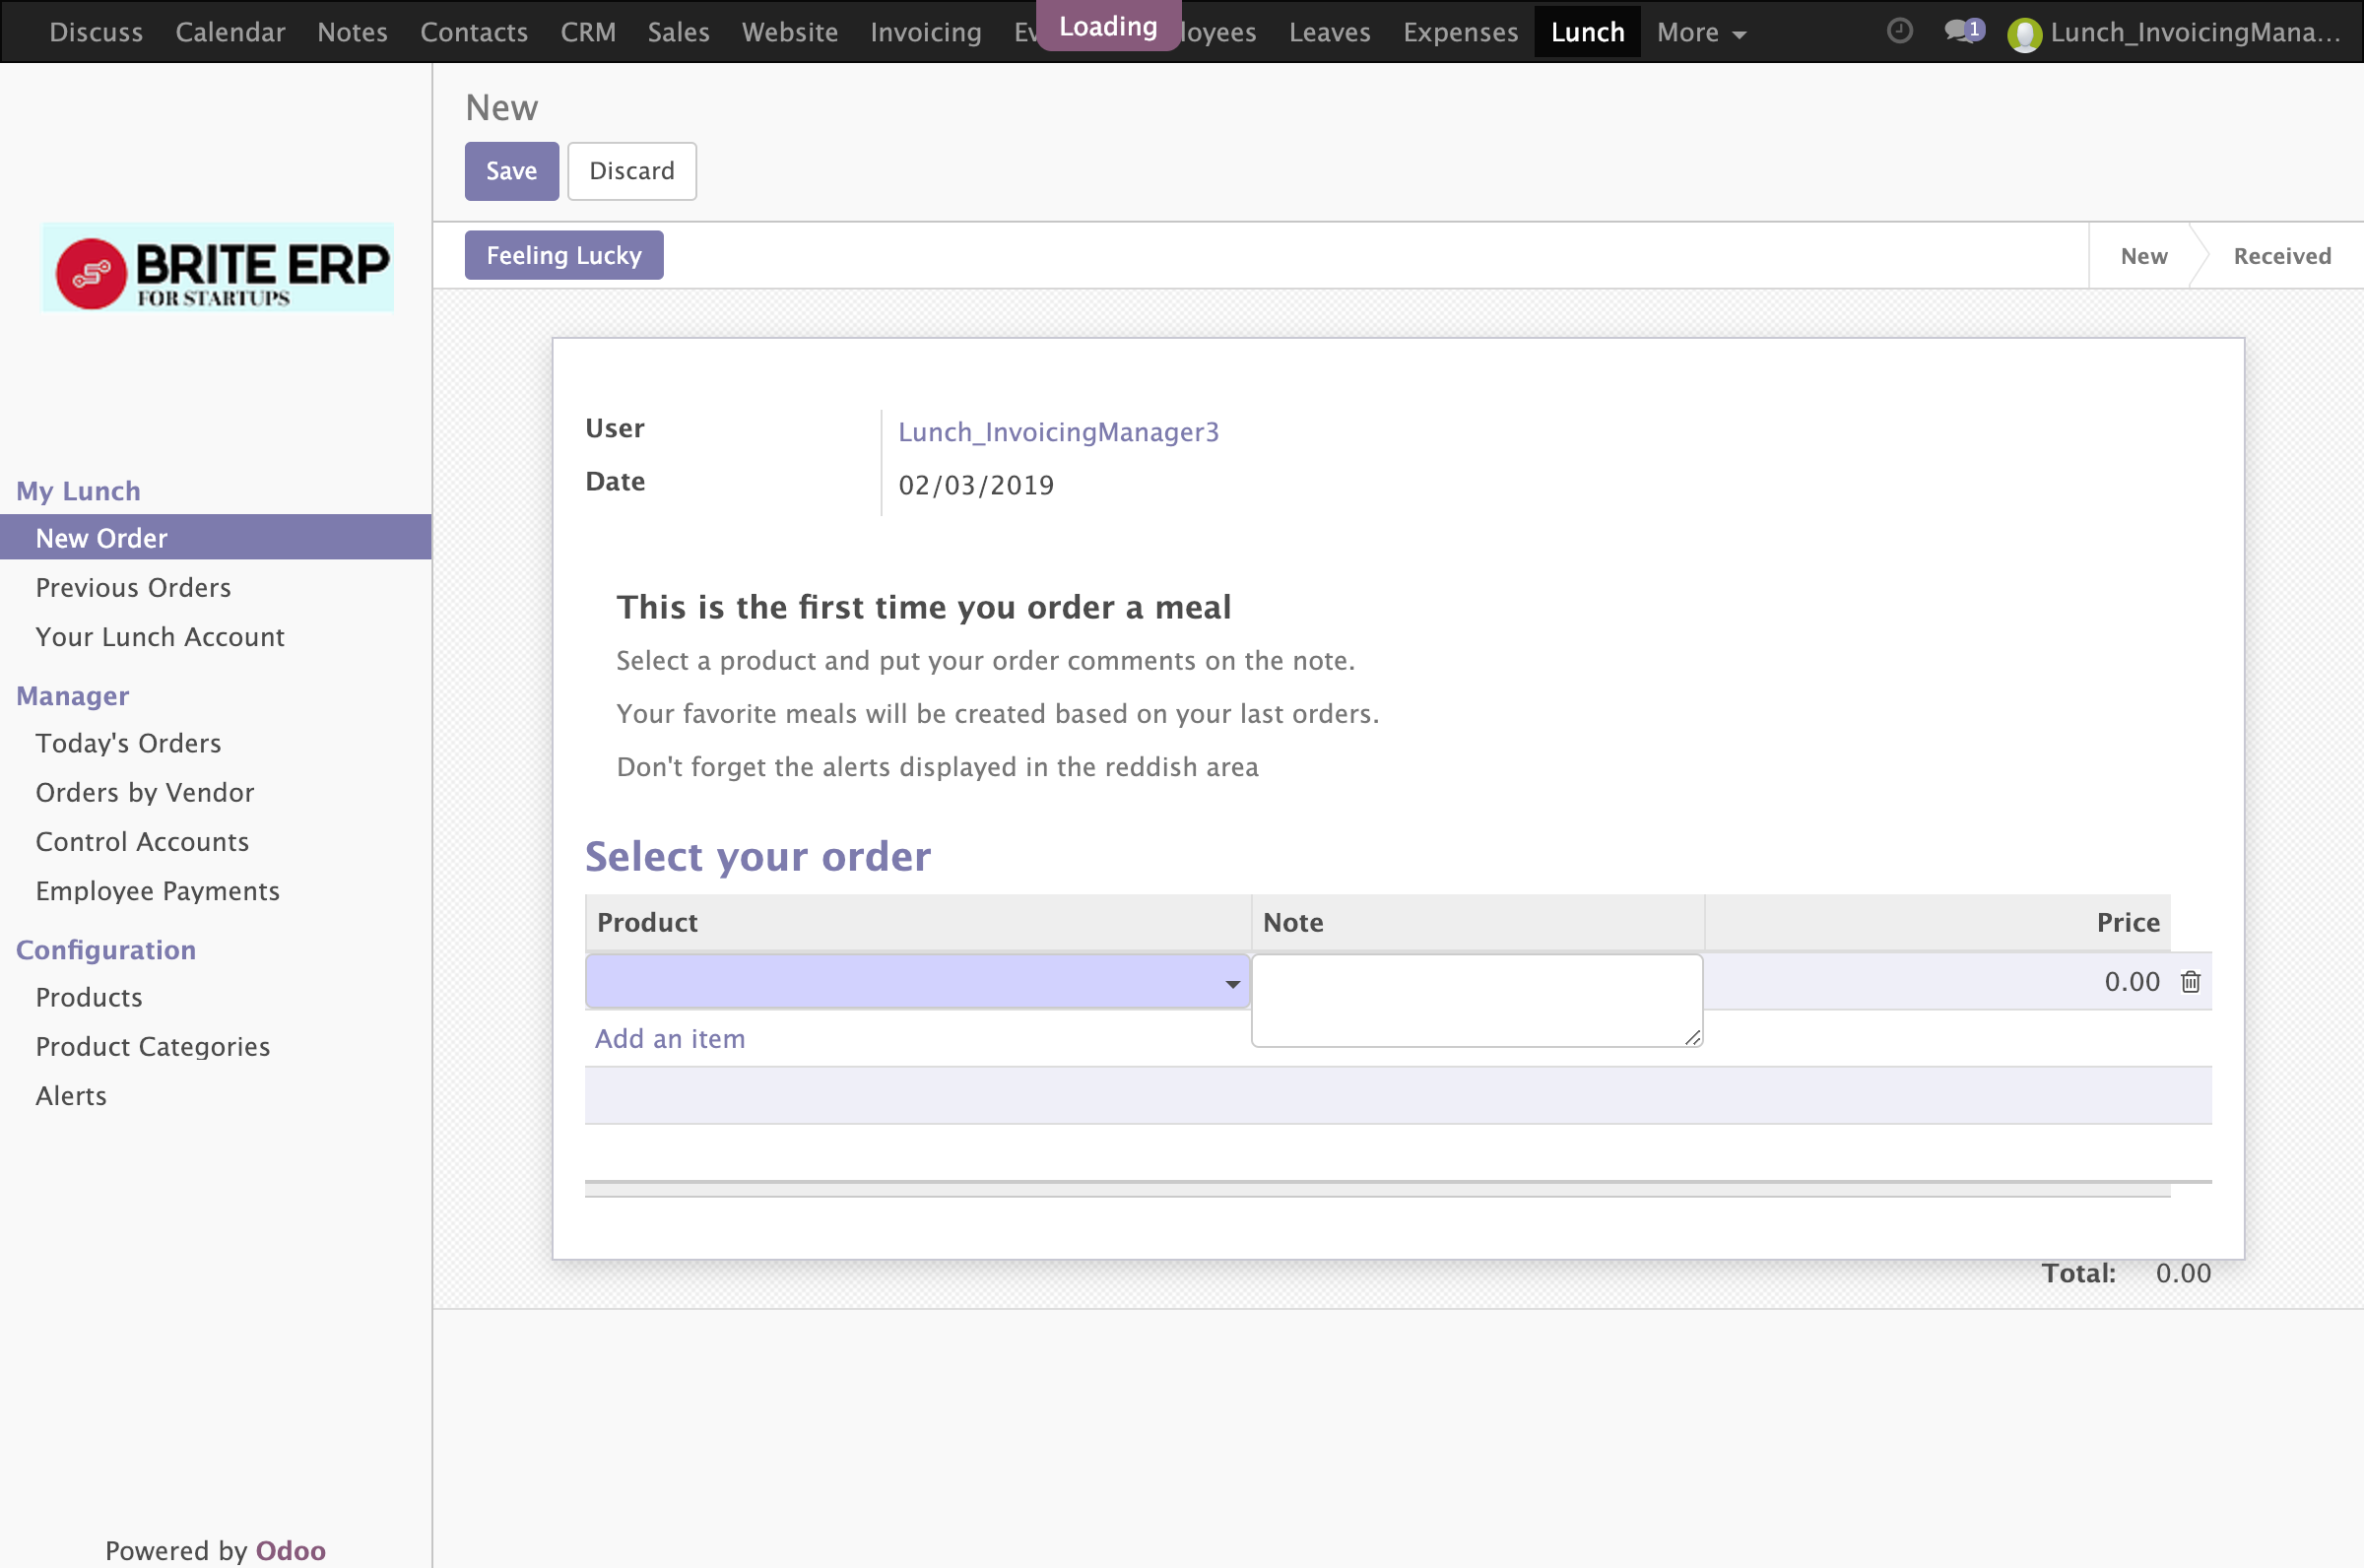 Discuss Calendar Notes Contacts CRM Sales Website Invoicing Ev Loading loyees Leaves Expenses Lunch More 1 Lunch_InvoicingMana...
New
Save Discard
Feeling Lucky New Received
BRITE ERP
FOR STARTUPS
My Lunch
New Order
Previous Orders
Your Lunch Account
Manager
Today's Orders
Orders by Vendor
Control Accounts
Employee Payments
Configuration
Products
Product Categories
Alerts
Powered by Odoo
User Lunch_InvoicingManager3
Date 02/03/2019
This is the first time you order a meal
Select a product and put your order comments on the note.
Your favorite meals will be created based on your last orders.
Don't forget the alerts displayed in the reddish area
Select your order
Product Note Price
0.00
Add an item
Total: 0.00